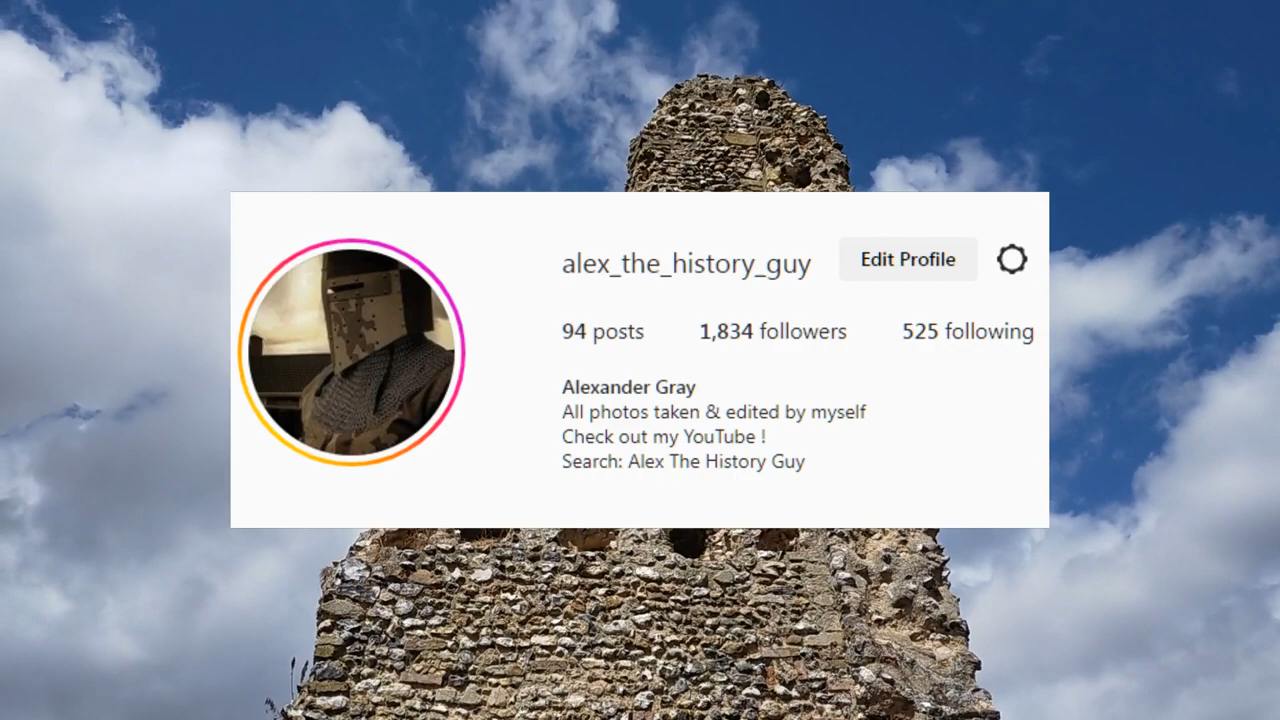 alex_the_history_guy Edit Profile
94 posts 1,834 followers 525 following
Alexander Gray
All photos taken & edited by myself
Check out my YouTube !
Search: Alex The History Guy